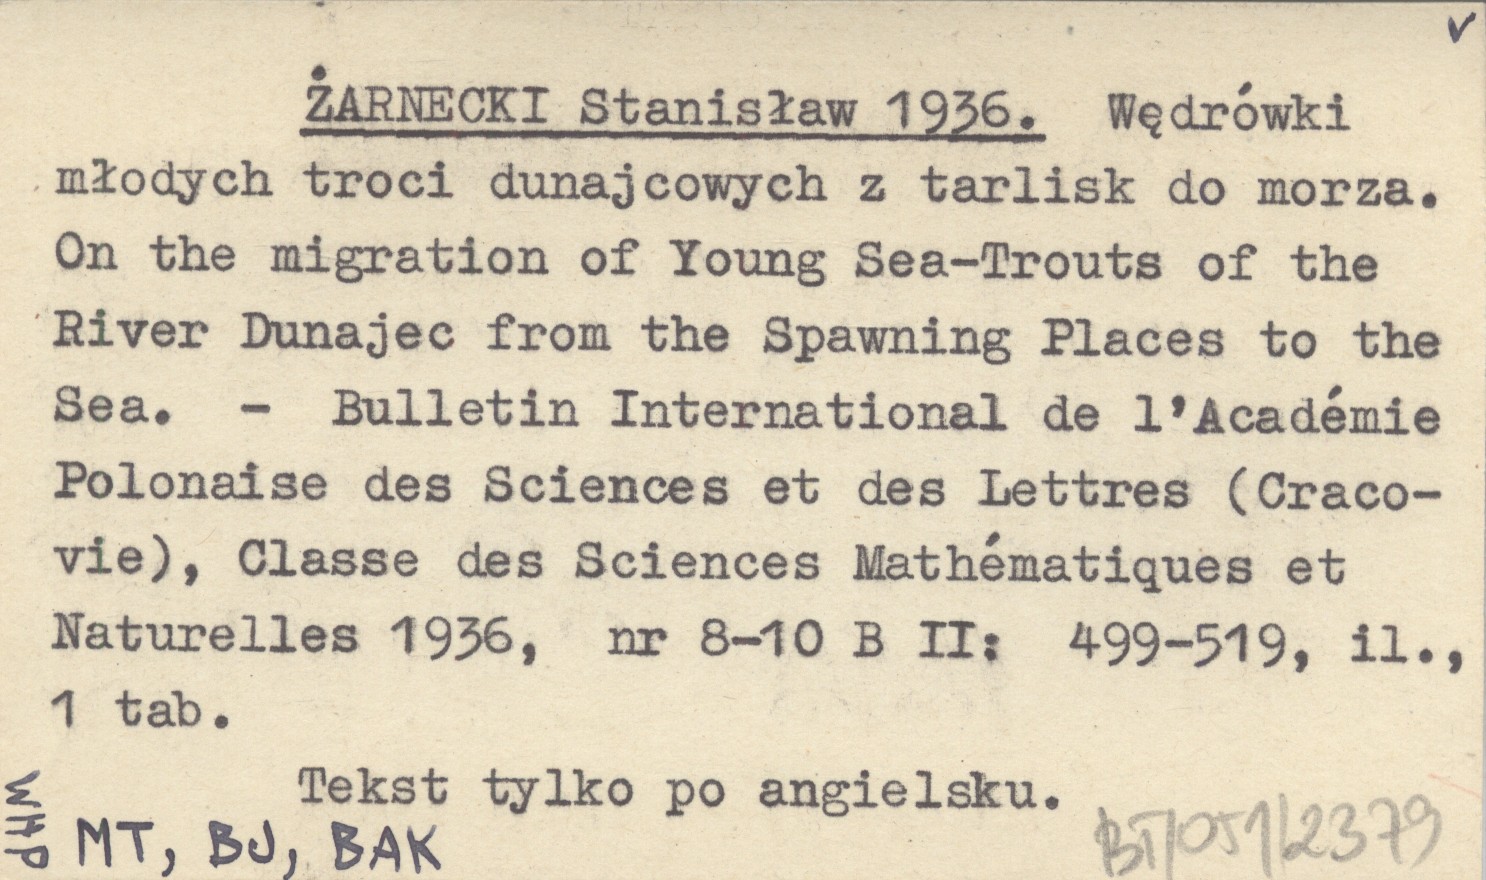 ✓
ŻARNECKI Stanisław 1936. Wędrówki
młodych troci dunajcowych z tarlisk do morza.
On the migration of Young Sea-Trouts of the
River Dunajec from the Spawning Places to the
Sea. - Bulletin International de l'Académie
Polonaise des Sciences et des Lettres (Craco-
vie), Classe des Sciences Mathématiques et
Naturelles 1936, nr 8-10 B II: 499-519, il.,
1 tab.
Tekst tylko po angielsku.
WHP
MT, BJ, BAK
BT/051/2379